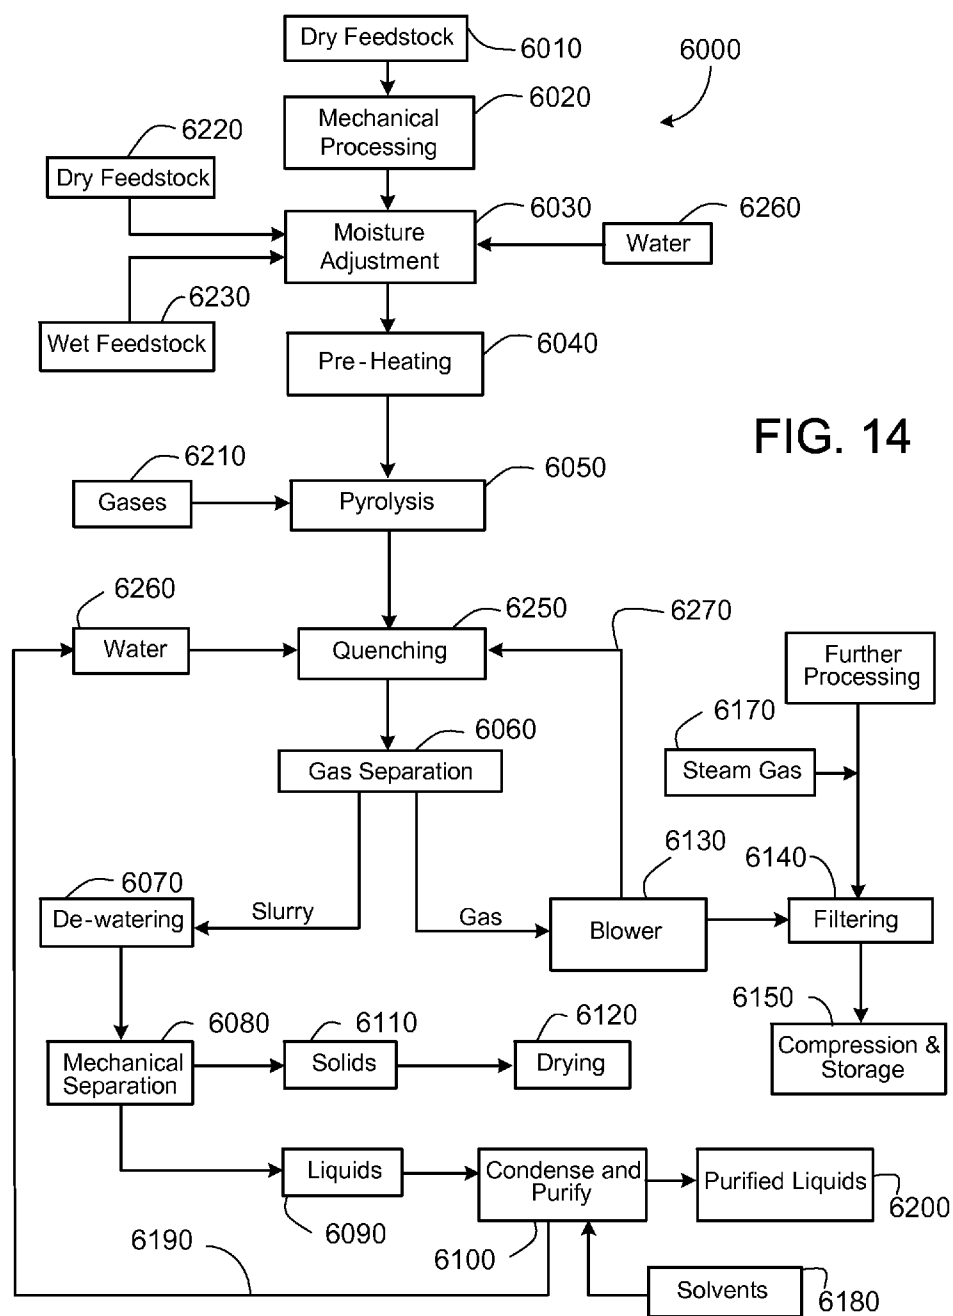 Dry Feedstock
6010
6000
Mechanical
Processing
6020
6220
Dry Feedstock
Moisture
Adjustment
6030
6260
Water
6230
Wet Feedstock
Pre-Heating
6040
FIG. 14
6210
Gases
Pyrolysis
6050
6260
Water
Quenching
6250
6270
Further
Processing
6060
Gas Separation
6170
Steam Gas
6070
De-watering
Slurry
Gas
6130
Blower
6140
Filtering
6150
Compression &
Storage
6080
Mechanical
Separation
6110
Solids
6120
Drying
Liquids
6090
Condense and
Purify
6100
Purified Liquids
6200
6190
Solvents
6180